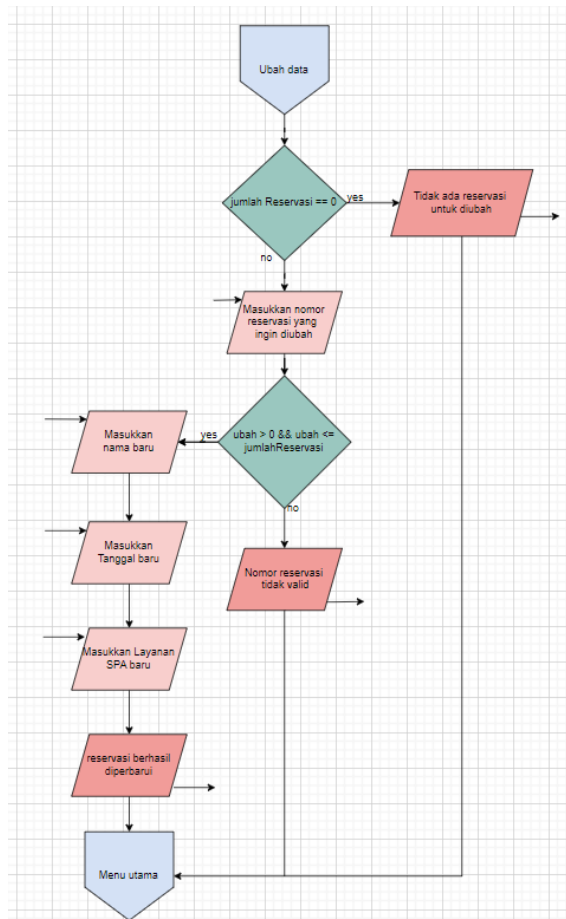 Ubah data
jumlah Reservasi == 0
yes
Tidak ada reservasi
untuk diubah
no
Masukkan nomor
reservasi yang
ingin diubah
ubah > 0 && ubah <=
jumlahReservasi
yes
Masukkan
nama baru
no
Masukkan
Tanggal baru
Nomor reservasi
tidak valid
Masukkan Layanan
SPA baru
reservasi berhasil
diperbarui
Menu utama